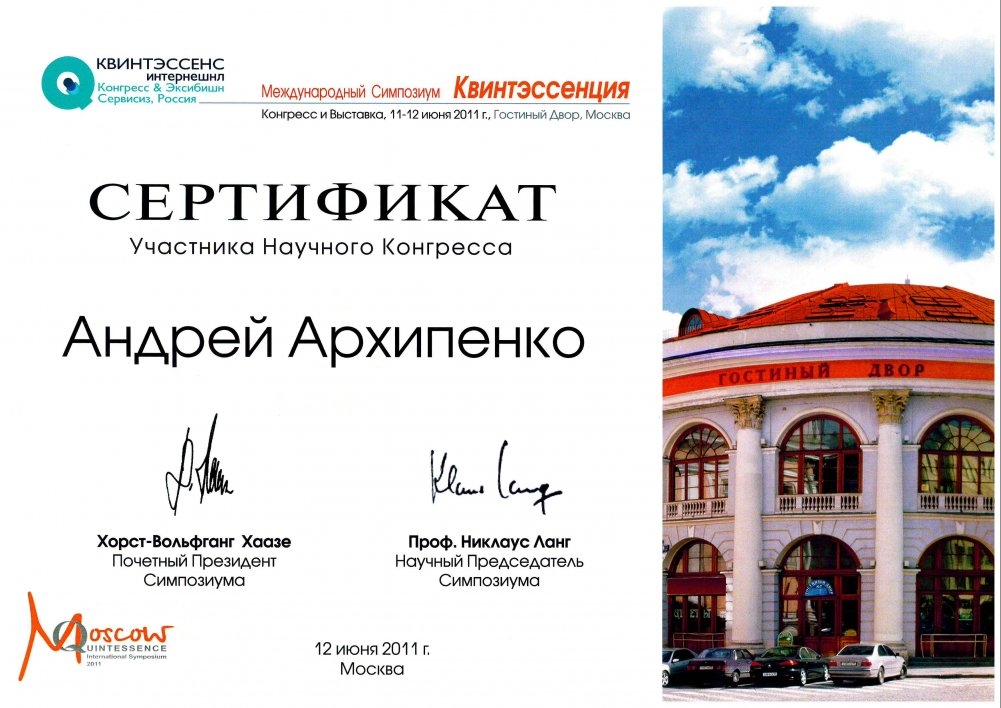 КВИНТЭССЕНС
интернешнл
Конгресс & Эксибишн
Сервисиз, Россия
Международный Симпозиум Квинтэссенция
Конгресс и Выставка, 11-12 июня 2011 г., Гостиный Двор, Москва
СЕРТИФИКАТ
Участника Научного Конгресса
Андрей Архипенко
ГОСТИНЫЙ ДВОР
Klaus Lang
Хорст-Вольфганг Хаазе
Почетный Президент
Симпозиума
Проф. Никлаус Ланг
Научный Председатель
Симпозиума
Moscow
QUINTESSENCE
International Symposium
2011
12 июня 2011 г.
Москва